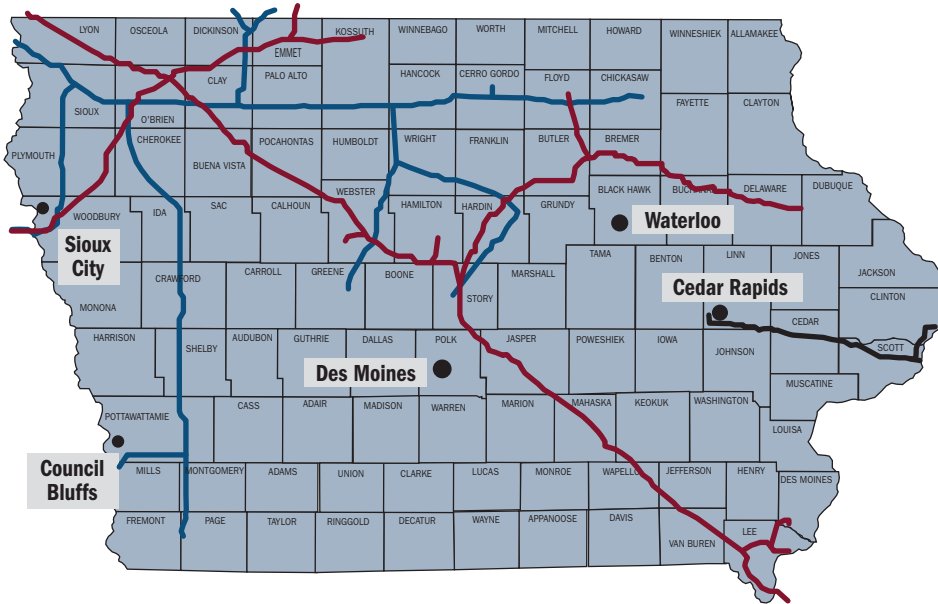 LYON
OSCEOLA
DICKINSON
EMMET
KOSSUTH
WINNEBAGO
WORTH
MITCHELL
HOWARD
WINNESHIEK
ALLAMAKEE
SIOUX
O'BRIEN
CLAY
PALO ALTO
HANCOCK
CERRO GORDO
FLOYD
CHICKASAW
FAYETTE
CLAYTON
PLYMOUTH
CHEROKEE
BUENA VISTA
POCAHONTAS
HUMBOLDT
WRIGHT
FRANKLIN
BUTLER
BREMER
WOODBURY
IDA
SAC
CALHOUN
WEBSTER
HAMILTON
HARDIN
GRUNDY
BLACK HAWK
DELAWARE
DUBUQUE
Sioux
City
Waterloo
MONONA
CRAWFORD
CARROLL
GREENE
BOONE
STORY
MARSHALL
TAMA
BENTON
LINN
JONES
JACKSON
CLINTON
Cedar Rapids
HARRISON
SHELBY
AUDUBON
GUTHRIE
DALLAS
POLK
JASPER
POWESHIEK
IOWA
JOHNSON
CEDAR
SCOTT
Des Moines
MUSCATINE
POTTAWATTAMIE
CASS
ADAIR
MADISON
WARREN
MARION
MAHASKA
KEOKUK
WASHINGTON
LOUISA
Council
Bluffs
MILLS
MONTGOMERY
ADAMS
UNION
CLARKE
LUCAS
MONROE
WAPELLO
JEFFERSON
HENRY
DES MOINES
FREMONT
PAGE
TAYLOR
RINGGOLD
DECATUR
WAYNE
APPANOOSE
DAVIS
VAN BUREN
LEE